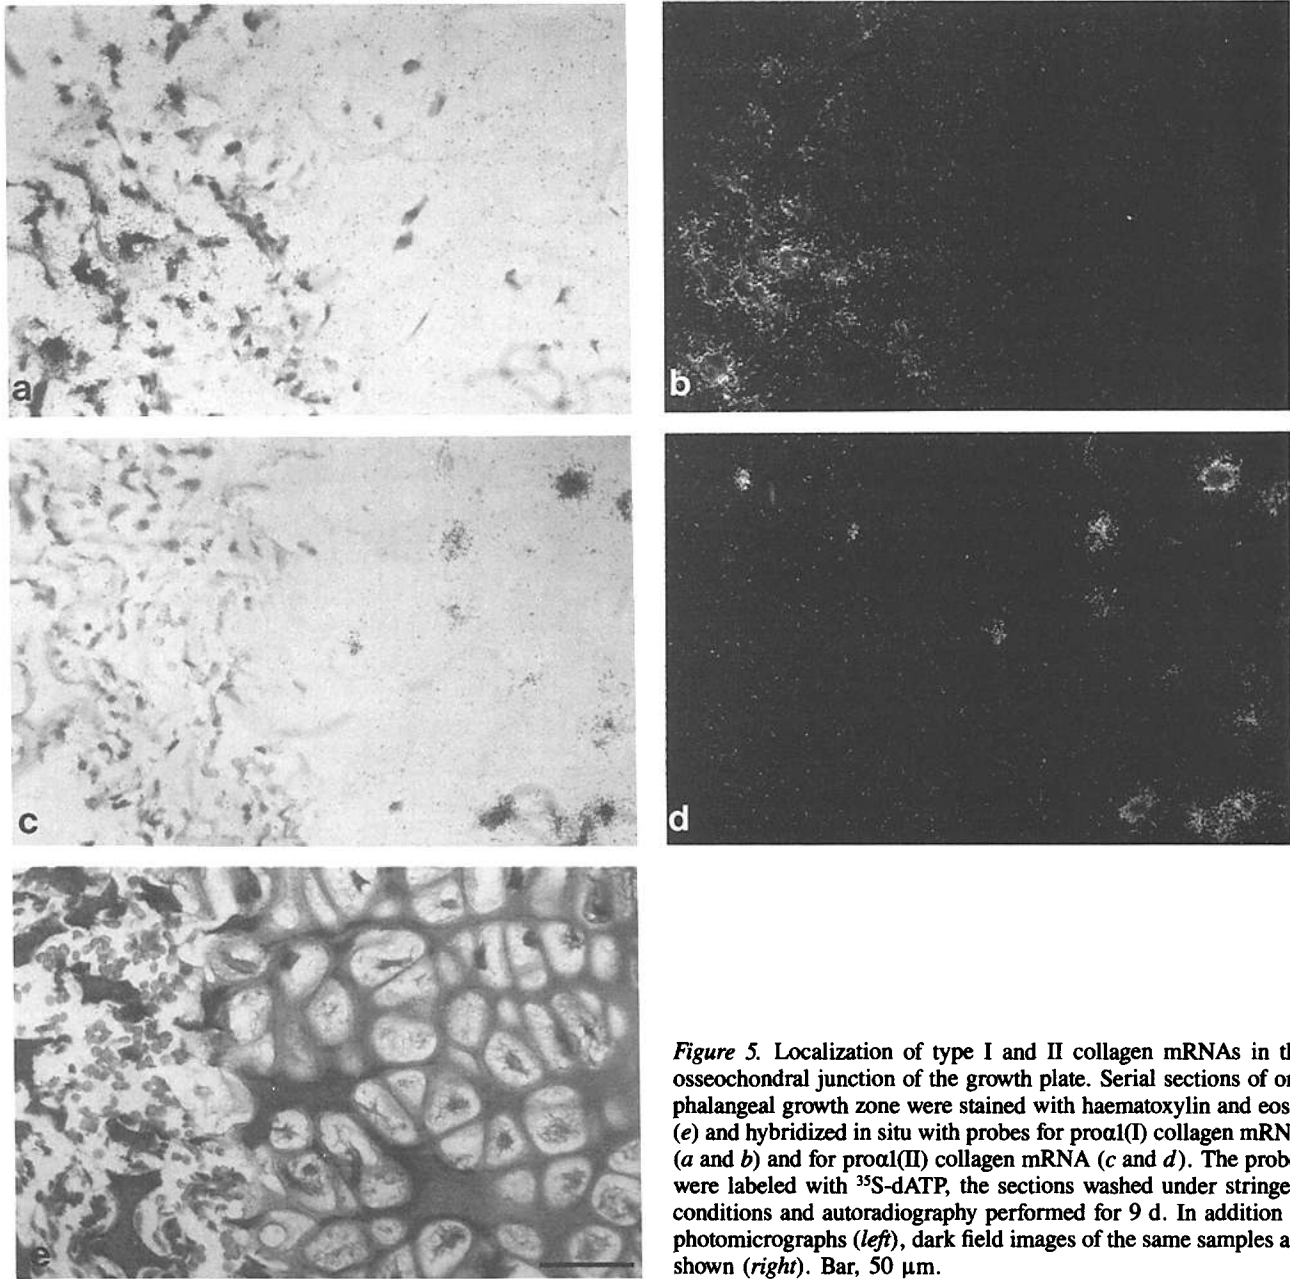 a
b
c
d
e
Figure 5. Localization of type I and II collagen mRNAs in th
osseochondral junction of the growth plate. Serial sections of or
phalangeal growth zone were stained with haematoxylin and eos
(e) and hybridized in situ with probes for proα1(I) collagen mRN
(a and b) and for proα1(II) collagen mRNA (c and d). The prob
were labeled with ³⁵S-dATP, the sections washed under stringe
conditions and autoradiography performed for 9 d. In addition
photomicrographs (left), dark field images of the same samples a
shown (right). Bar, 50 μm.